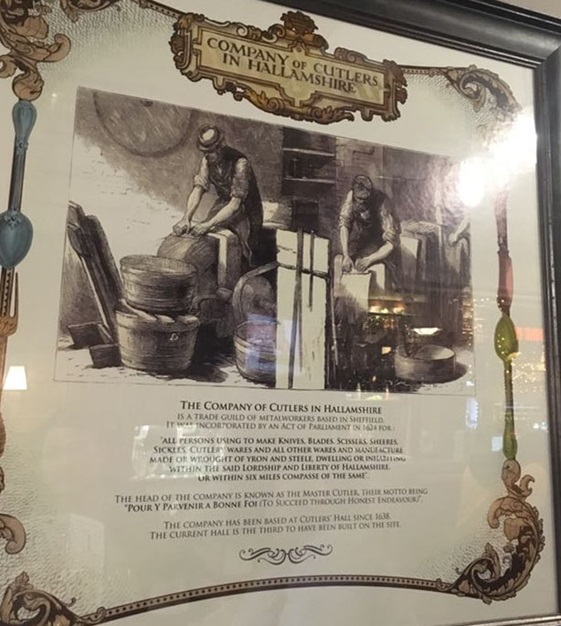 COMPANY OF CUTLERS
IN HALLAMSHIRE
THE COMPANY OF CUTLERS IN HALLAMSHIRE
IS A TRADE GUILD OF METALWORKERS BASED IN SHEFFIELD.
IT WAS INCORPORATED BY AN ACT OF PARLIAMENT IN 1624 FOR:
"ALL PERSONS USING TO MAKE KNIVES, BLADES, SCISSERS, SHEERES,
SICKLES, CUTLERY WARES AND ALL OTHER WARES AND MANUFACTURE
MADE OR WROUGHT OF YRON AND STEELE, DWELLING OR INHABITING
WITHIN THE SAID LORDSHIP AND LIBERTY OF HALLAMSHIRE,
OR WITHIN SIX MILES COMPASSE OF THE SAME".
THE HEAD OF THE COMPANY IS KNOWN AS THE MASTER CUTLER, THEIR MOTTO BEING
"POUR Y PARVENIR A BONNE FOI (TO SUCCEED THROUGH HONEST ENDEAVOUR)".
THE COMPANY HAS BEEN BASED AT CUTLERS' HALL SINCE 1638.
THE CURRENT HALL IS THE THIRD TO HAVE BEEN BUILT ON THE SITE.